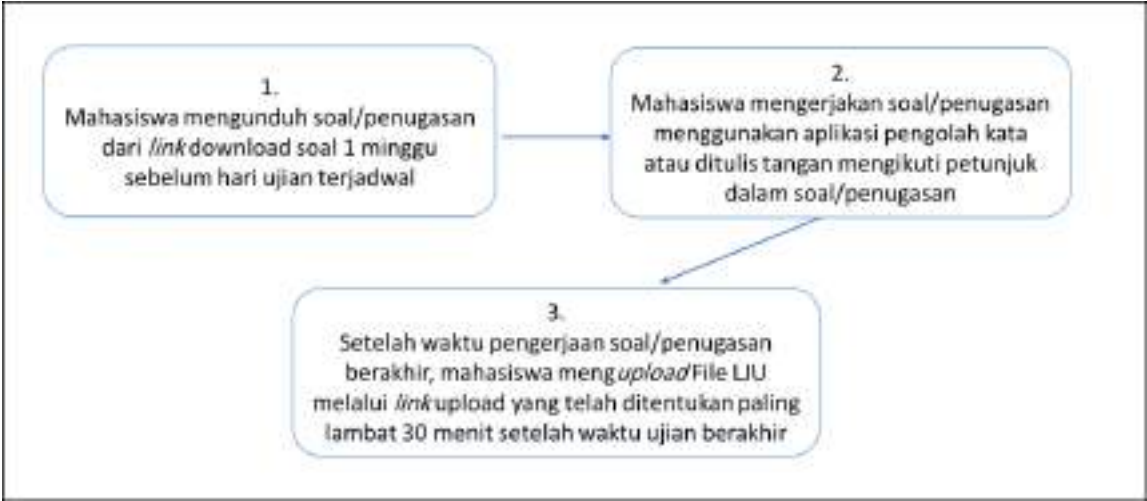 1.
Mahasiswa mengunduh soal/penugasan
dari link download soal 1 minggu
sebelum hari ujian terjadwal
2.
Mahasiswa mengerjakan soal/penugasan
menggunakan aplikasi pengolah kata
atau ditulis tangan mengikuti petunjuk
dalam soal/penugasan
3.
Setelah waktu pengerjaan soal/penugasan
berakhir, mahasiswa mengupload File LJU
melalui link upload yang telah ditentukan paling
lambat 30 menit setelah waktu ujian berakhir